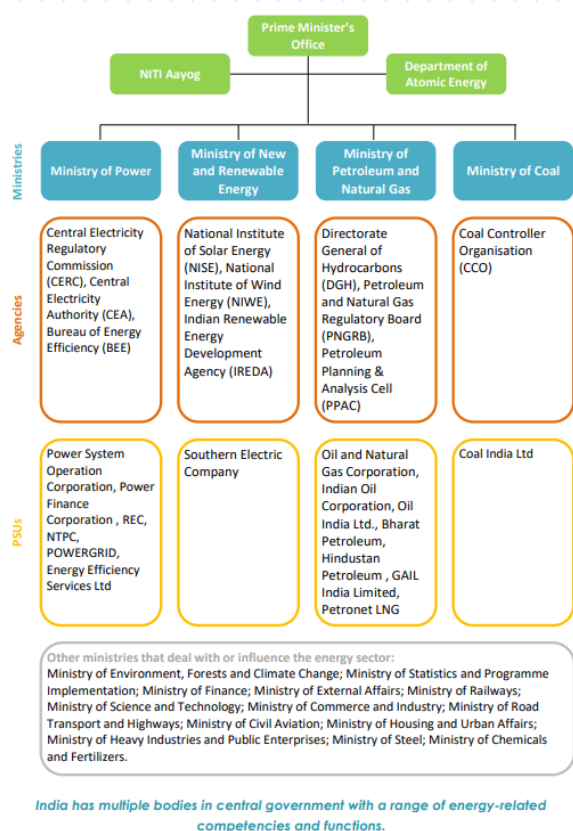 Prime Minister's
Office
NITI Aayog
Department of
Atomic Energy
Ministries
Ministry of Power
Ministry of New
and Renewable
Energy
Ministry of
Petroleum and
Natural Gas
Ministry of Coal
Agencies
Central Electricity
Regulatory
Commission
(CERC), Central
Electricity
Authority (CEA),
Bureau of Energy
Efficiency (BEE)
National Institute
of Solar Energy
(NISE), National
Institute of Wind
Energy (NIWE),
Indian Renewable
Energy
Development
Agency (IREDA)
Directorate
General of
Hydrocarbons
(DGH), Petroleum
and Natural Gas
Regulatory Board
(PNGRB),
Petroleum
Planning &
Analysis Cell
(PPAC)
Coal Controller
Organisation
(CCO)
PSUs
Power System
Operation
Corporation, Power
Finance
Corporation , REC,
NTPC,
POWERGRID,
Energy Efficiency
Services Ltd
Southern Electric
Company
Oil and Natural
Gas Corporation,
Indian Oil
Corporation, Oil
India Ltd., Bharat
Petroleum,
Hindustan
Petroleum , GAIL
India Limited,
Petronet LNG
Coal India Ltd
Other ministries that deal with or influence the energy sector:
Ministry of Environment, Forests and Climate Change; Ministry of Statistics and Programme
Implementation; Ministry of Finance; Ministry of External Affairs; Ministry of Railways;
Ministry of Science and Technology; Ministry of Commerce and Industry; Ministry of Road
Transport and Highways; Ministry of Civil Aviation; Ministry of Housing and Urban Affairs;
Ministry of Heavy Industries and Public Enterprises; Ministry of Steel; Ministry of Chemicals
and Fertilizers.
India has multiple bodies in central government with a range of energy-related
competencies and functions.